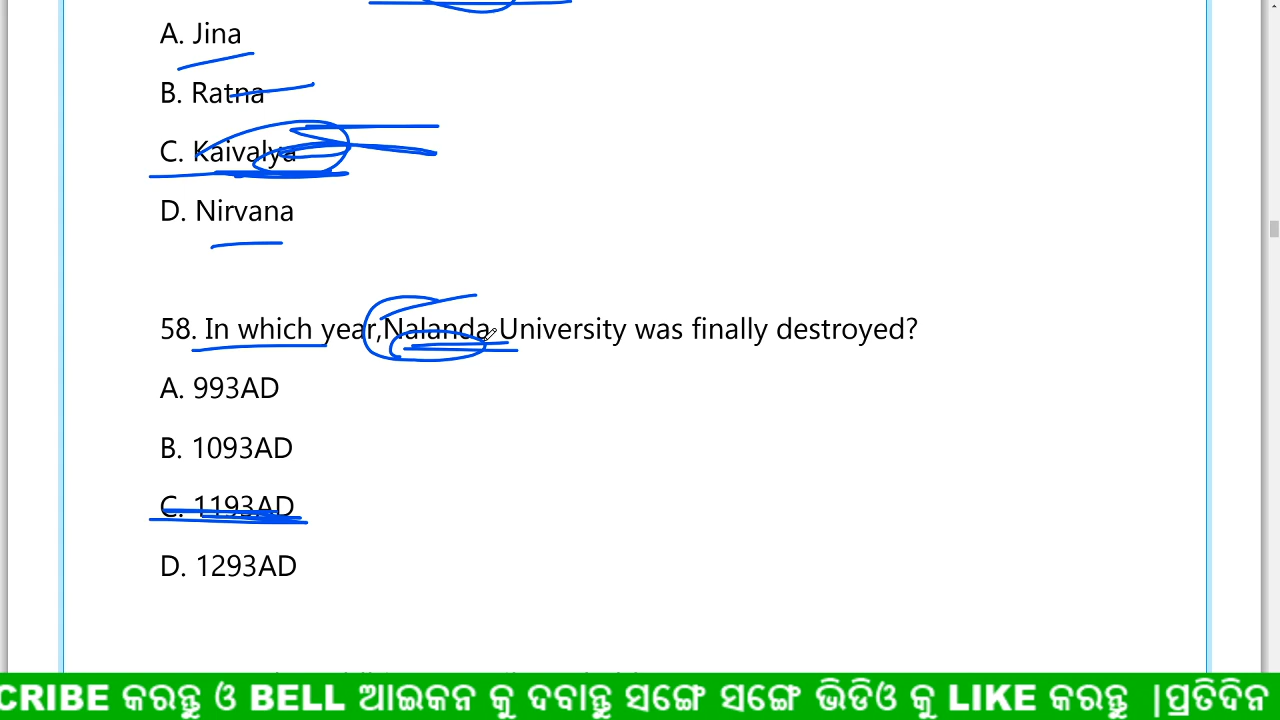 A. Jina
B. Ratna
C. Kaivalya
D. Nirvana
58. In which year,Nalanda University was finally destroyed?
A. 993AD
B. 1093AD
C. 1193AD
D. 1293AD
CRIBE କରନ୍ତୁ ଓ BELL ଆଇକନ କୁ ଦବାନ୍ତୁ ସଙ୍ଗେ ସଙ୍ଗେ ଭିଡିଓ କୁ LIKE କରନ୍ତୁ |ପ୍ରତିଦିନ